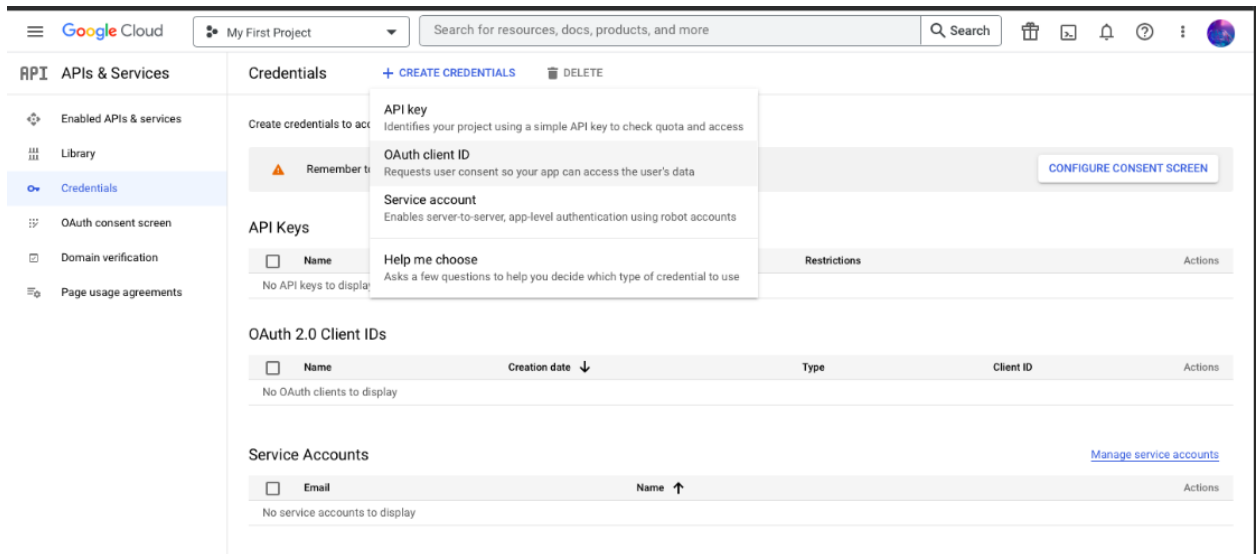 Google Cloud
My First Project
Search for resources, docs, products, and more
Search
API APIs & Services
Credentials
+ CREATE CREDENTIALS
DELETE
Enabled APIs & services
Library
Credentials
OAuth consent screen
Domain verification
Page usage agreements
Create credentials to acc
API key
Identifies your project using a simple API key to check quota and access
OAuth client ID
Requests user consent so your app can access the user's data
Service account
Enables server-to-server, app-level authentication using robot accounts
Help me choose
Asks a few questions to help you decide which type of credential to use
Remember to
CONFIGURE CONSENT SCREEN
API Keys
Name Restrictions Actions
No API keys to display
OAuth 2.0 Client IDs
Name Creation date Type Client ID Actions
No OAuth clients to display
Service Accounts
Manage service accounts
Email Name Actions
No service accounts to display